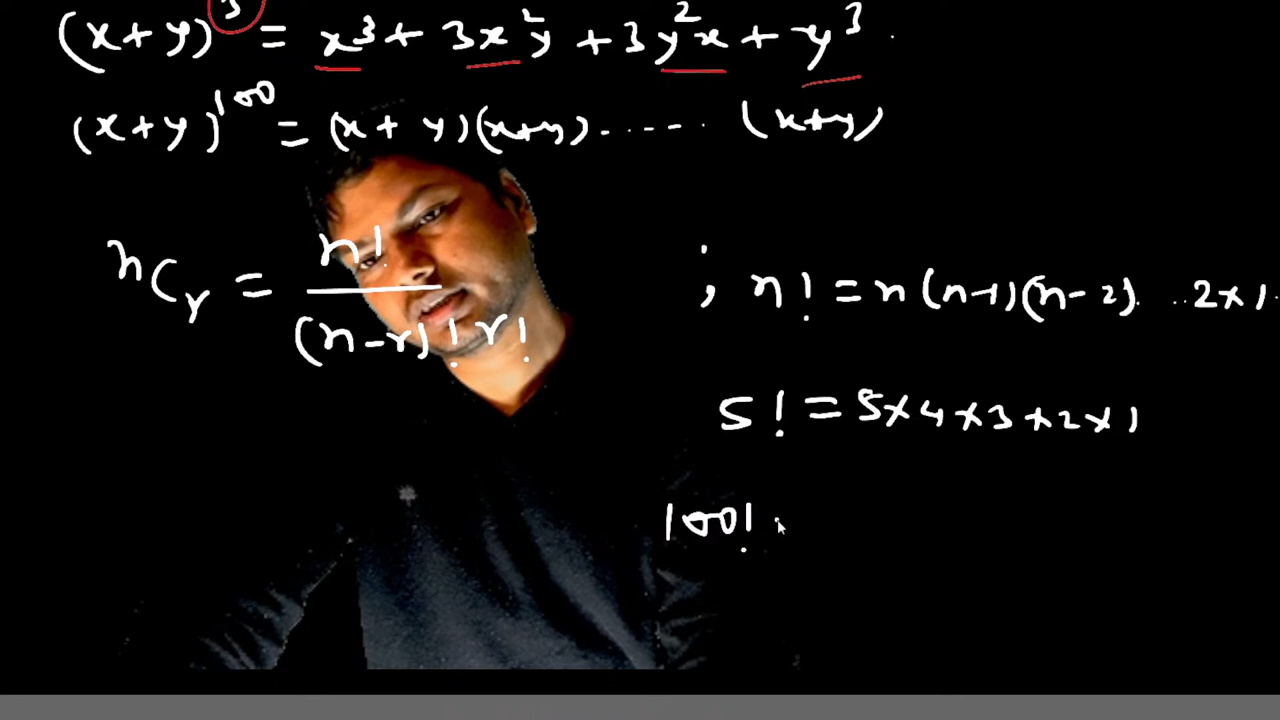 (x+y)³ = x³ + 3x²y + 3y²x + y³.
(x+y)¹⁰⁰ = (x+y)(x+y)...... (x+y)
ⁿCᵣ = n! / (n-r)! r! ; n! = n(n-1)(n-2)...2×1.
5! = 5×4×3×2×1
100!